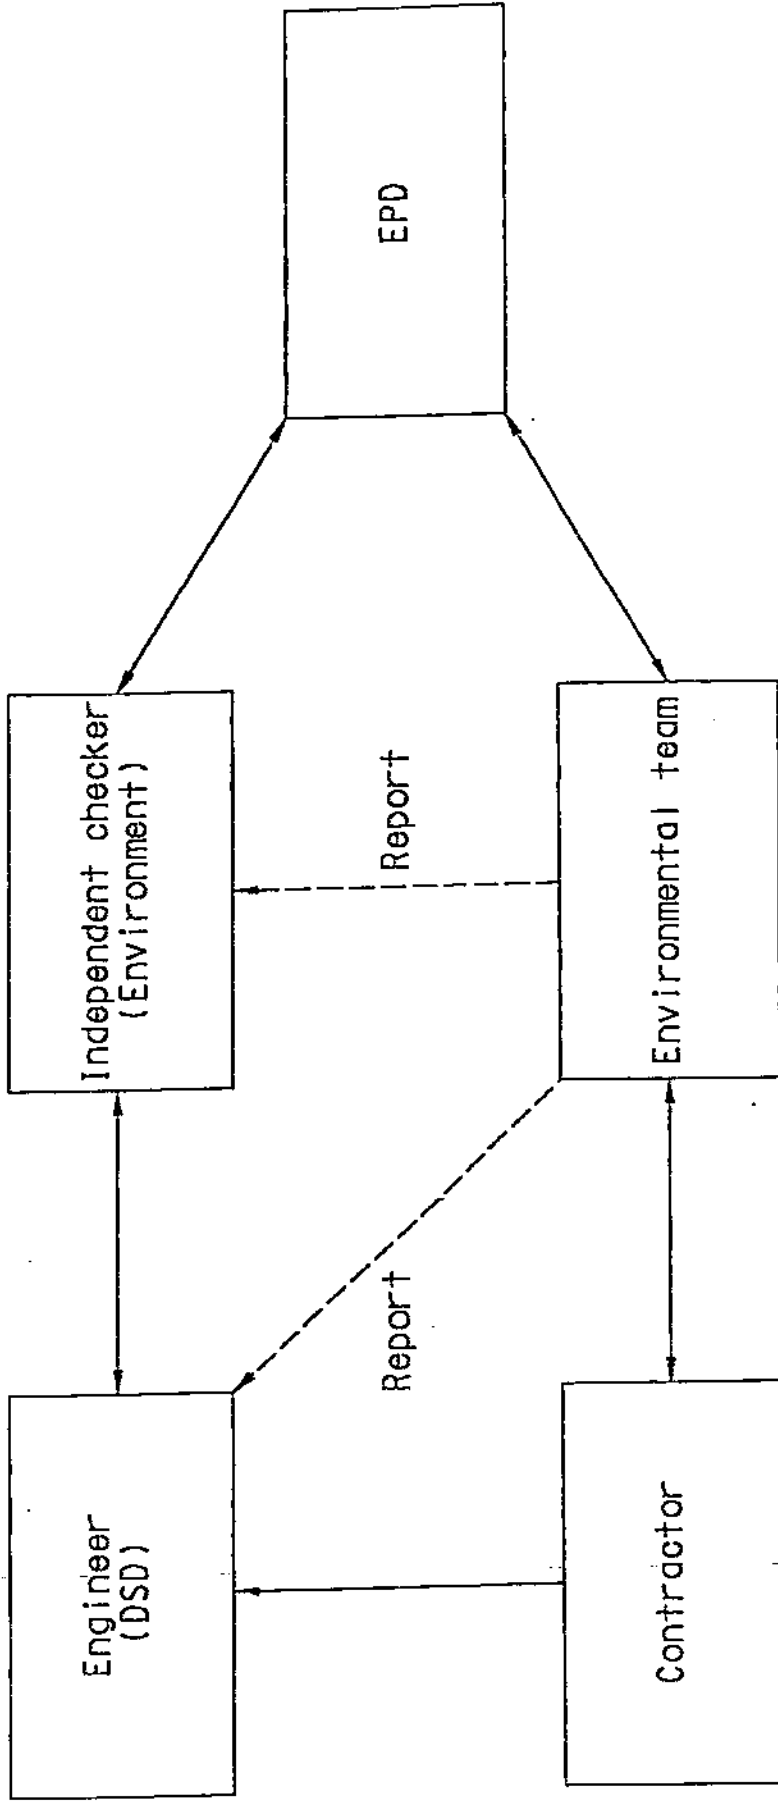 Engineer
(DSD)
Independent checker
(Environment)
EPD
Report
Report
Contractor
Environmental team